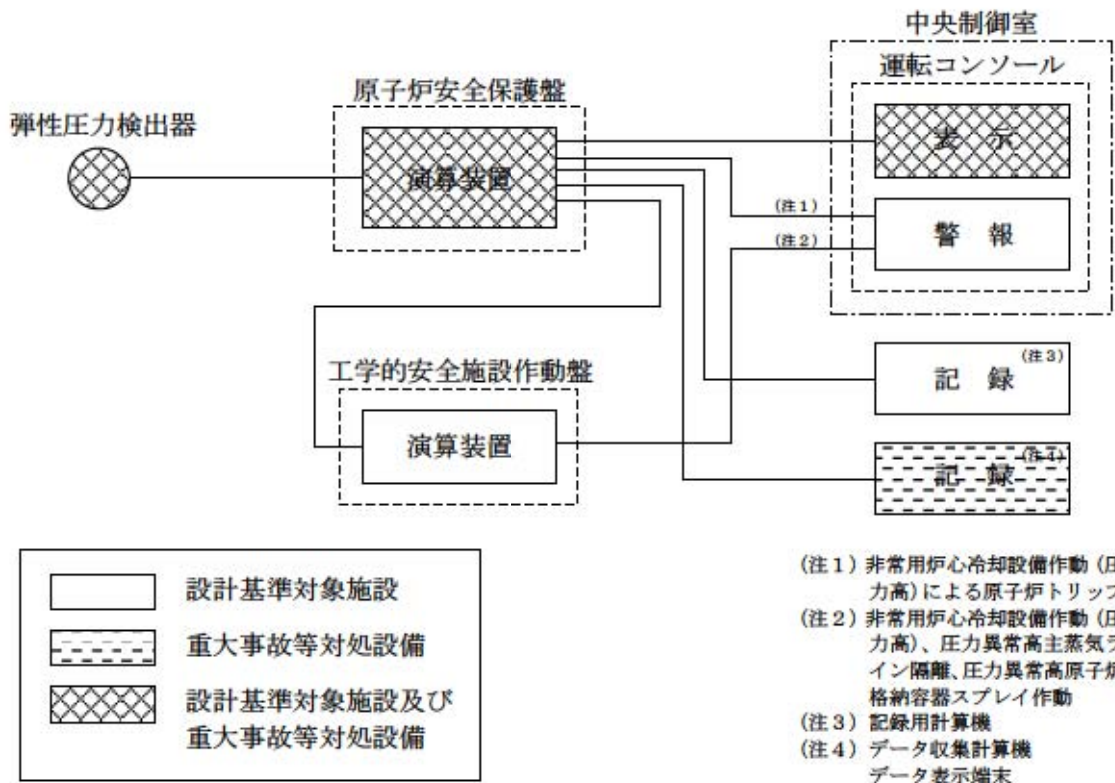 中央制御室
運転コンソール
原子炉安全保護盤
弾性圧力検出器
表 示
演算装置
(注1)
警 報
(注2)
工学的安全施設作動盤
記 録 (注3)
演算装置
記 録 (注4)
設計基準対象施設
重大事故等対処設備
設計基準対象施設及び
重大事故等対処設備
(注1) 非常用炉心冷却設備作動(圧
力高)による原子炉トリップ
(注2) 非常用炉心冷却設備作動(圧
力高)、圧力異常高主蒸気ラ
イン隔離、圧力異常高原子炉
格納容器スプレイ作動
(注3) 記録用計算機
(注4) データ収集計算機
データ表示端末